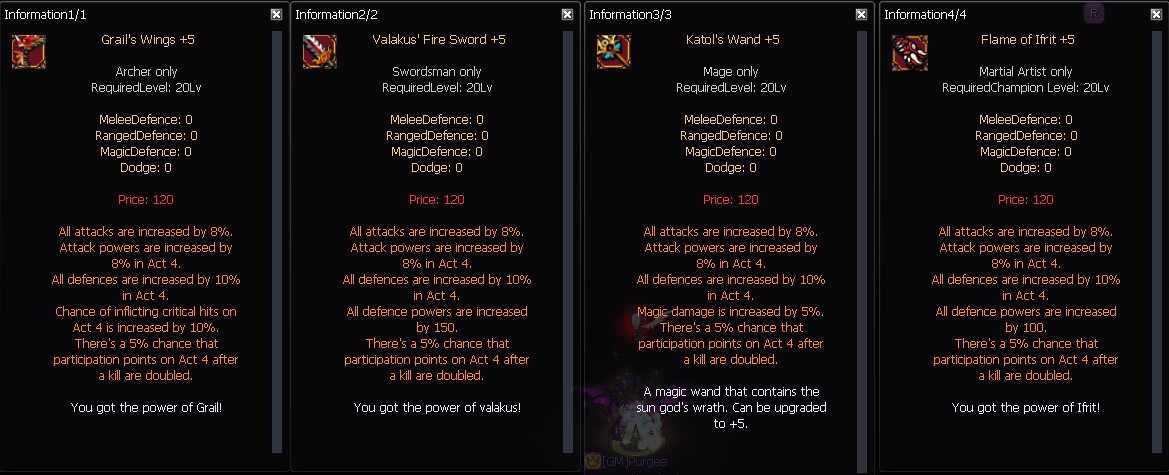 Information1/1
Grail's Wings +5
Archer only
RequiredLevel: 20Lv
MeleeDefence: 0
RangedDefence: 0
MagicDefence: 0
Dodge: 0
Price: 120
All attacks are increased by 8%.
Attack powers are increased by
8% in Act 4.
All defences are increased by 10%
in Act 4.
Chance of inflicting critical hits on
Act 4 is increased by 10%.
There's a 5% chance that
participation points on Act 4 after
a kill are doubled.
You got the power of Grail!
Information2/2
Valakus' Fire Sword +5
Swordsman only
RequiredLevel: 20Lv
MeleeDefence: 0
RangedDefence: 0
MagicDefence: 0
Dodge: 0
Price: 120
All attacks are increased by 8%.
Attack powers are increased by
8% in Act 4.
All defences are increased by 10%
in Act 4.
All defence powers are increased
by 150.
There's a 5% chance that
participation points on Act 4 after
a kill are doubled.
You got the power of valakus!
Information3/3
Katol's Wand +5
Mage only
RequiredLevel: 20Lv
MeleeDefence: 0
RangedDefence: 0
MagicDefence: 0
Dodge: 0
Price: 120
All attacks are increased by 8%.
Attack powers are increased by
8% in Act 4.
All defences are increased by 10%
in Act 4.
Magic damage is increased by 5%.
There's a 5% chance that
participation points on Act 4 after
a kill are doubled.
A magic wand that contains the
sun god's wrath. Can be upgraded
to +5.
[GM]Purgee
Information4/4
R
Flame of Ifrit +5
Martial Artist only
RequiredChampion Level: 20Lv
MeleeDefence: 0
RangedDefence: 0
MagicDefence: 0
Dodge: 0
Price: 120
All attacks are increased by 8%.
Attack powers are increased by
8% in Act 4.
All defences are increased by 10%
in Act 4.
All defence powers are increased
by 100.
There's a 5% chance that
participation points on Act 4 after
a kill are doubled.
You got the power of Ifrit!